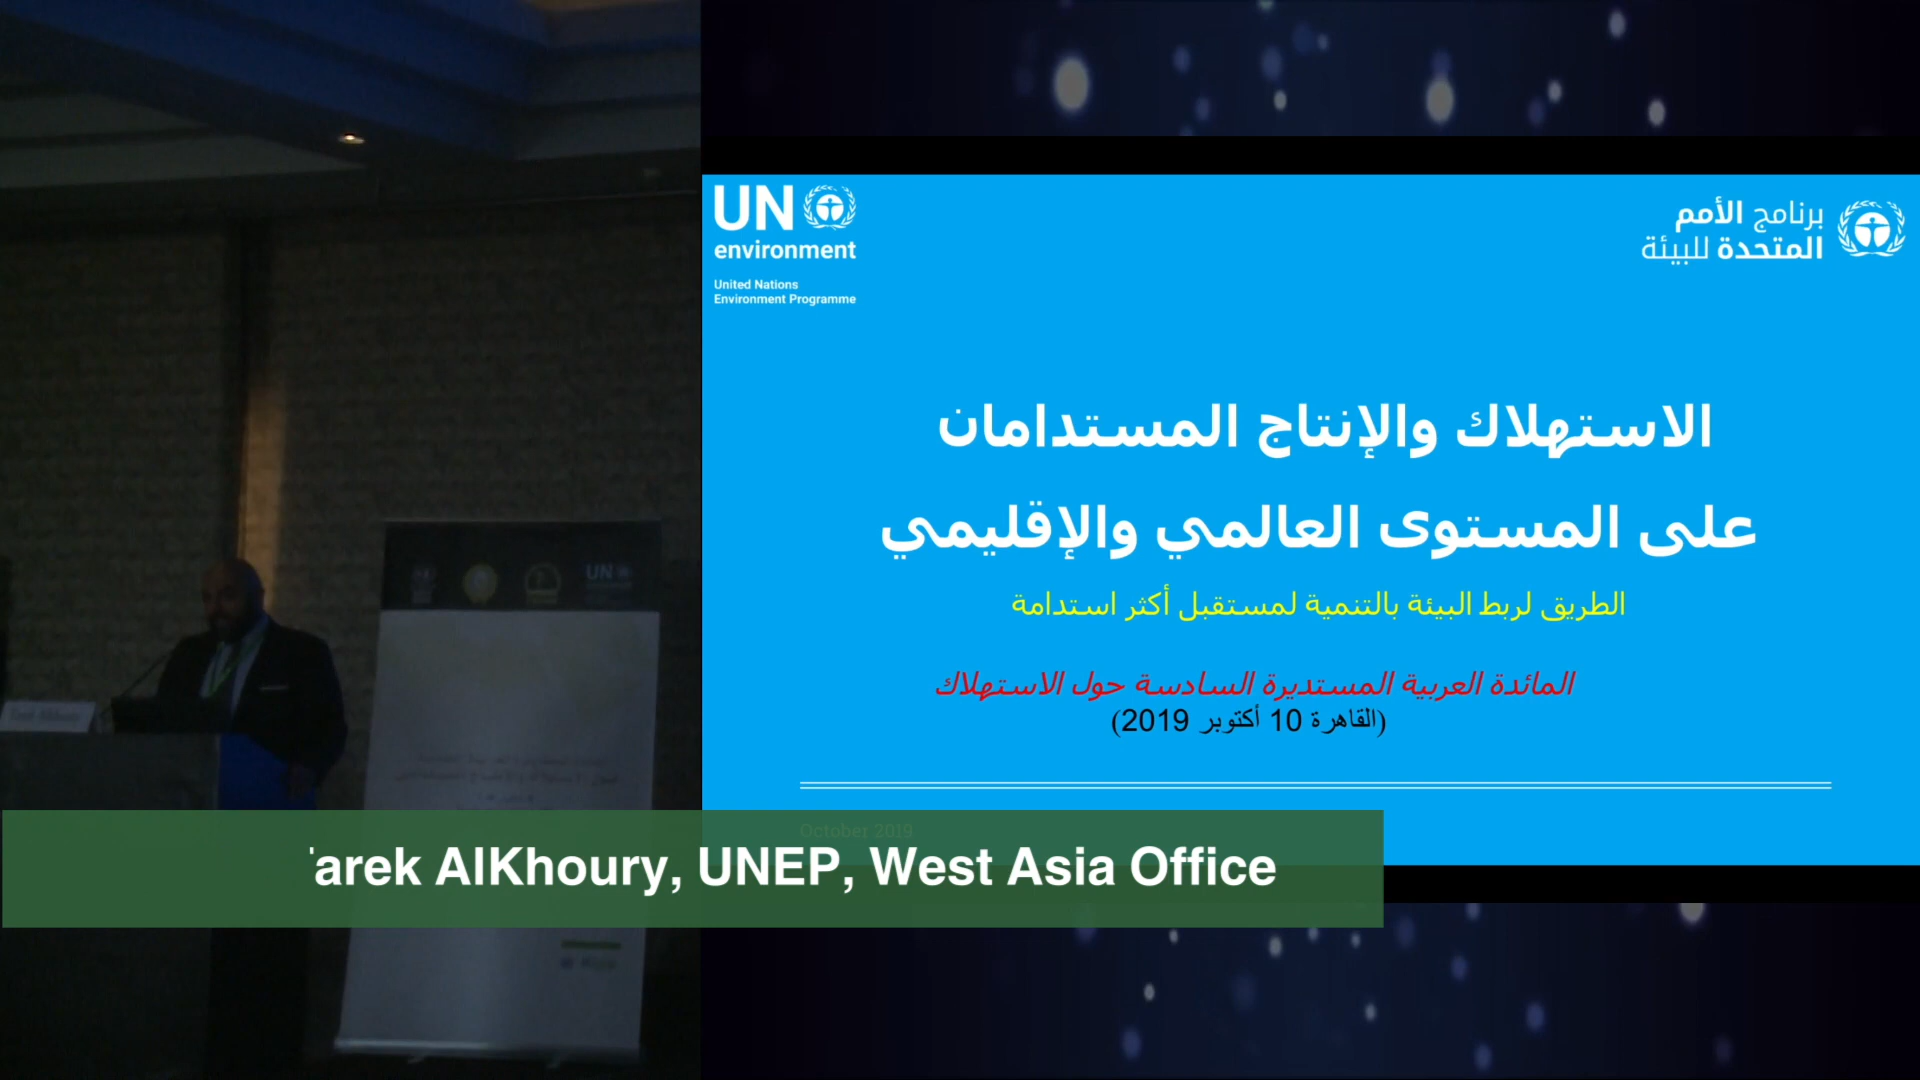 UN
environment
United Nations
Environment Programme
برنامج الأمم
المتحدة للبيئة
الاستهلاك والإنتاج المستدامان
على المستوى العالمي والإقليمي
الطريق لربط البيئة بالتنمية لمستقبل أكثر استدامة
المائدة العربية المستديرة السادسة حول الاستهلاك
(القاهرة 10 أكتوبر 2019)
October 2019
arek AlKhoury, UNEP, West Asia Office
UN